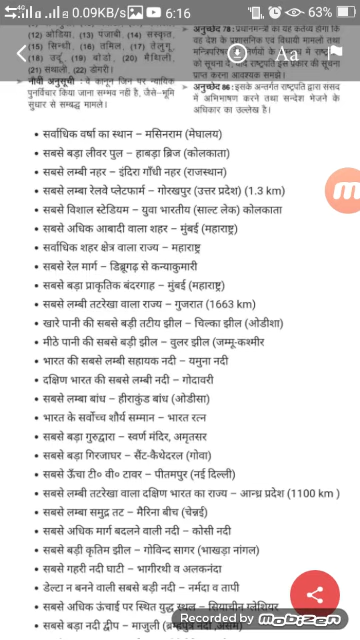 4G 0.09KB/s 6:16 63%
(12) ओडिया, (13) पंजाबी, (14) संस्कृत,
(15) सिन्धी, (16) तमिल, (17) तेलुगू,
(18) उर्दू, (19) बोडो, (20) मैथिली,
(21) संथाली, (22) डोगरी।
नौवीं अनुसूची : वे कानून जिन पर न्यायिक
पुनर्विचार किया जाना सम्भव नही है, जैसे–भूमि
सुधार से सम्बद्ध मामले।
अनुच्छेद 78: प्रधानमन्त्री का यह कर्तव्य होगा कि
वह देश के प्रशासनिक एवं विधायी मामलों तथा
मन्त्रिपरिषद निर्णयों के
को सूचना दे, यदि राष्ट्रपति इस प्रकार की सूचना
प्राप्त करना आवश्यक समझे।
अनुच्छेद 86: इसके अन्तर्गत राष्ट्रपति द्वारा संसद
में अभिभाषण करने तथा सन्देश भेजने के
अधिकार का उल्लेख है।
• सर्वाधिक वर्षा का स्थान – मसिनराम (मेघालय)
• सबसे बड़ा लीवर पुल – हाबड़ा ब्रिज (कोलकाता)
• सबसे लम्बी नहर – इंदिरा गाँधी नहर (राजस्थान)
• सबसे लम्बा रेलवे प्लेटफार्म – गोरखपुर (उत्तर प्रदेश) (1.3 km)
• सबसे विशाल स्टेडियम – युवा भारतीय (साल्ट लेक) कोलकाता
• सबसे अधिक आबादी वाला शहर – मुंबई (महाराष्ट्र)
• सर्वाधिक शहर क्षेत्र वाला राज्य – महाराष्ट्र
• सबसे रेल मार्ग – डिब्रूगढ़ से कन्याकुमारी
• सबसे बड़ा प्राकृतिक बंदरगाह – मुंबई (महाराष्ट्र)
• सबसे लम्बी तटरेखा वाला राज्य – गुजरात (1663 km)
• खारे पानी की सबसे बड़ी तटीय झील – चिल्का झील (ओडीशा)
• मीठे पानी की सबसे बड़ी झील – वुलर झील (जम्मू-कश्मीर
• भारत की सबसे लम्बी सहायक नदी – यमुना नदी
• दक्षिण भारत की सबसे लम्बी नदी – गोदावरी
• सबसे लम्बा बांध – हीराकुंड बांध (ओडीसा)
• भारत के सर्वोच्च शौर्य सम्मान – भारत रत्न
• सबसे बड़ा गुरुद्वारा – स्वर्ण मंदिर, अमृतसर
• सबसे बड़ा गिरजाघर – सैंट-कैथेदरल (गोवा)
• सबसे ऊँचा टी० वी० टावर – पीतमपुर (नई दिल्ली)
• सबसे लम्बी तटरेखा वाला दक्षिण भारत का राज्य – आन्ध्र प्रदेश (1100 km )
• सबसे लम्बा समुद्र तट – मैरिना बीच (चेन्नई)
• सबसे अधिक मार्ग बदलने वाली नदी – कोसी नदी
• सबसे बड़ी कृतिम झील – गोविन्द सागर (भाखड़ा नांगल)
• सबसे गहरी नदी घाटी – भागीरथी व अलकनंदा
• डेल्टा न बनने वाली सबसे बड़ी नदी – नर्मदा व तापी
• सबसे अधिक ऊंचाई पर स्थित युद्ध स्थल – सियाचीन ग्लेशियर
• सबसे बड़ा नदी द्वीप – माजुली (ब्रम्हपुत्र नदी ,असम)
Recorded by mobizen